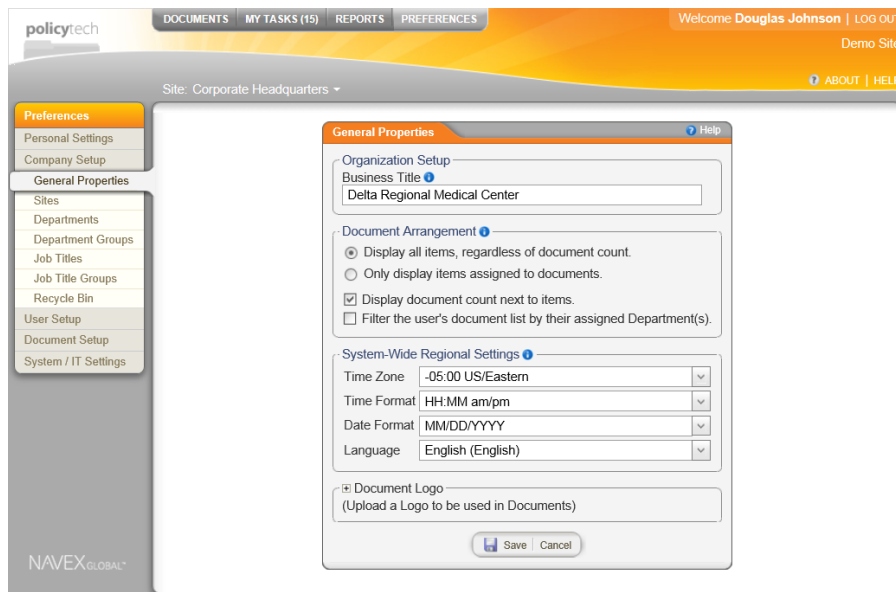 policytech
DOCUMENTS MY TASKS (15) REPORTS PREFERENCES
Welcome Douglas Johnson | LOG OUT
Demo Site
ABOUT | HELP
Site: Corporate Headquarters
Preferences
Personal Settings
Company Setup
General Properties
Sites
Departments
Department Groups
Job Titles
Job Title Groups
Recycle Bin
User Setup
Document Setup
System / IT Settings
NAVEX GLOBAL
General Properties
Help
Organization Setup
Business Title
Delta Regional Medical Center
Document Arrangement
Display all items, regardless of document count.
Only display items assigned to documents.
Display document count next to items.
Filter the user's document list by their assigned Department(s).
System-Wide Regional Settings
Time Zone -05:00 US/Eastern
Time Format HH:MM am/pm
Date Format MM/DD/YYYY
Language English (English)
Document Logo
(Upload a Logo to be used in Documents)
Save Cancel